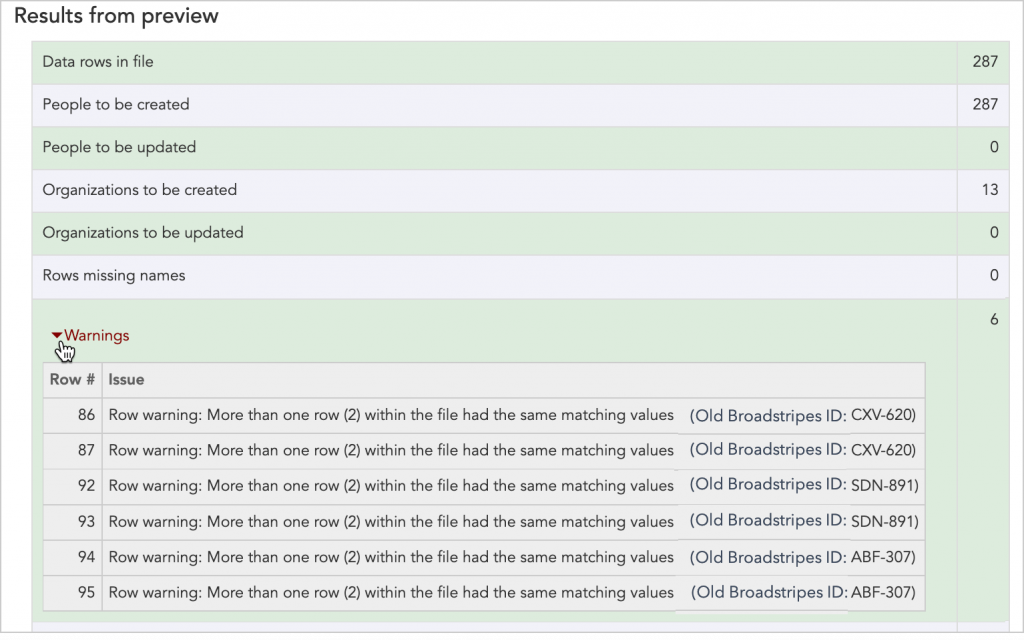 Results from preview
Data rows in file 287
People to be created 287
People to be updated 0
Organizations to be created 13
Organizations to be updated 0
Rows missing names 0
Warnings 6
Row # Issue
86 Row warning: More than one row (2) within the file had the same matching values (Old Broadstripes ID: CXV-620)
87 Row warning: More than one row (2) within the file had the same matching values (Old Broadstripes ID: CXV-620)
92 Row warning: More than one row (2) within the file had the same matching values (Old Broadstripes ID: SDN-891)
93 Row warning: More than one row (2) within the file had the same matching values (Old Broadstripes ID: SDN-891)
94 Row warning: More than one row (2) within the file had the same matching values (Old Broadstripes ID: ABF-307)
95 Row warning: More than one row (2) within the file had the same matching values (Old Broadstripes ID: ABF-307)